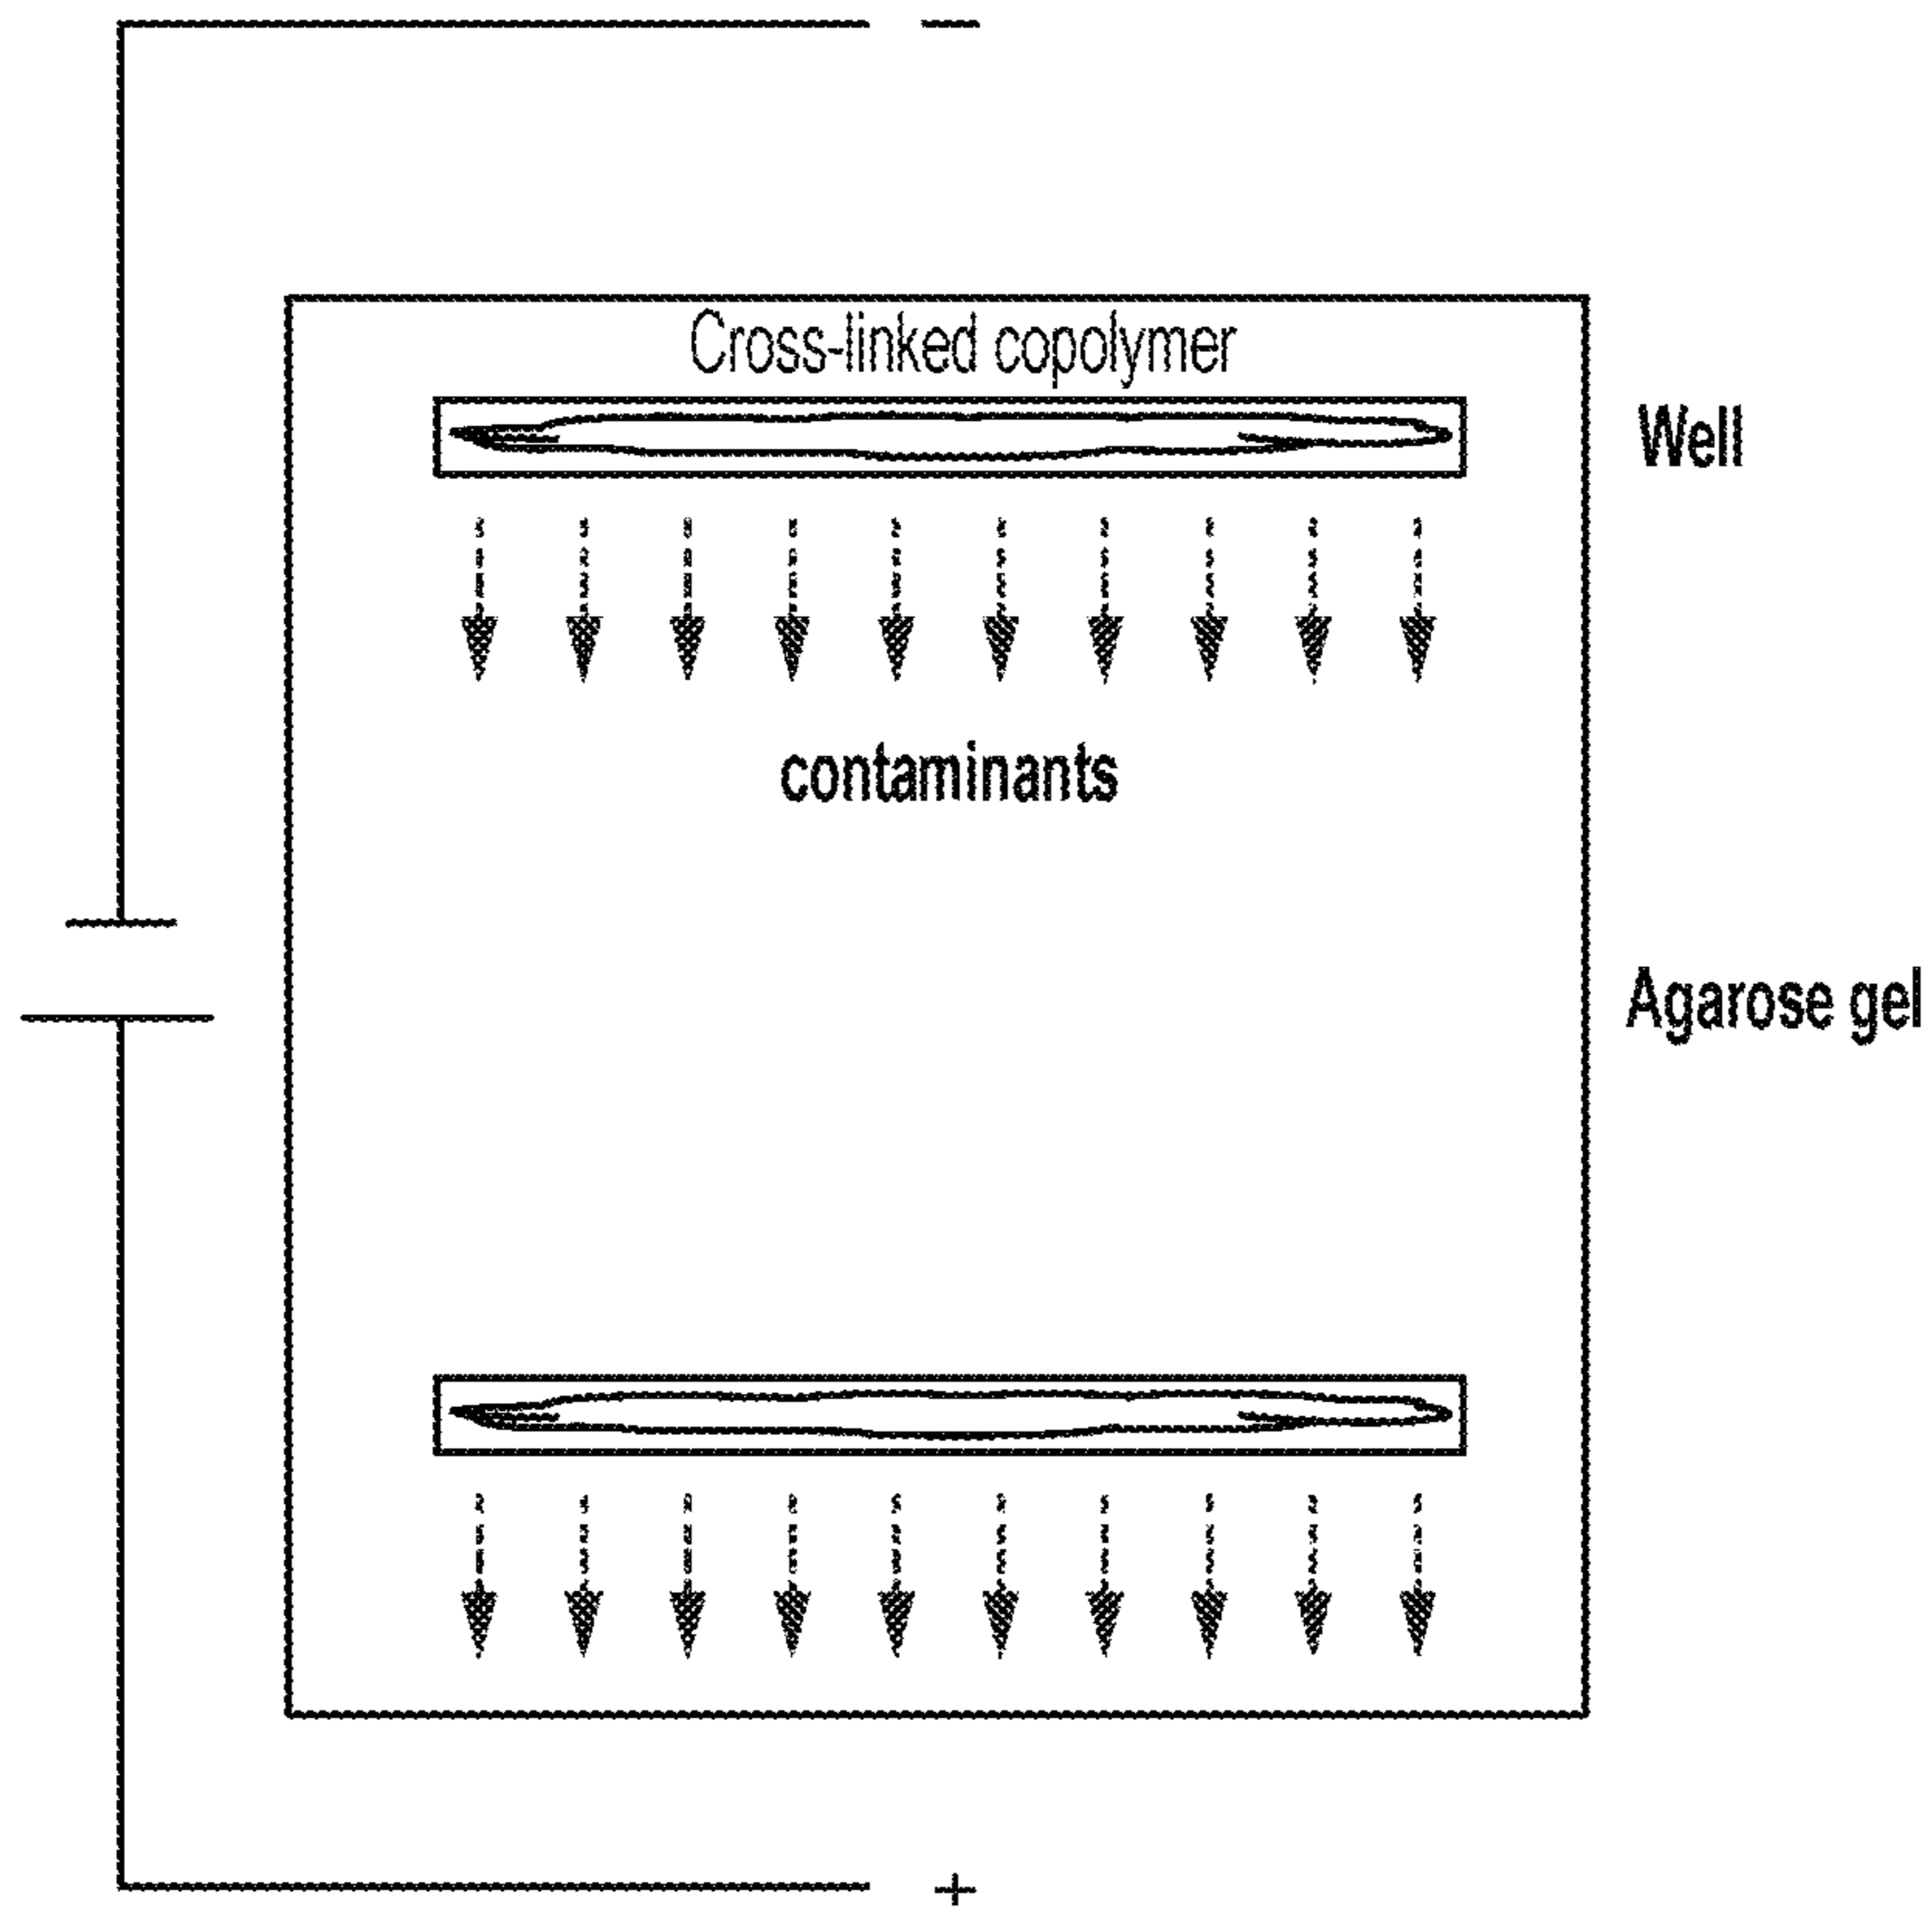 −
Cross-linked copolymer
Well
contaminants
Agarose gel
+